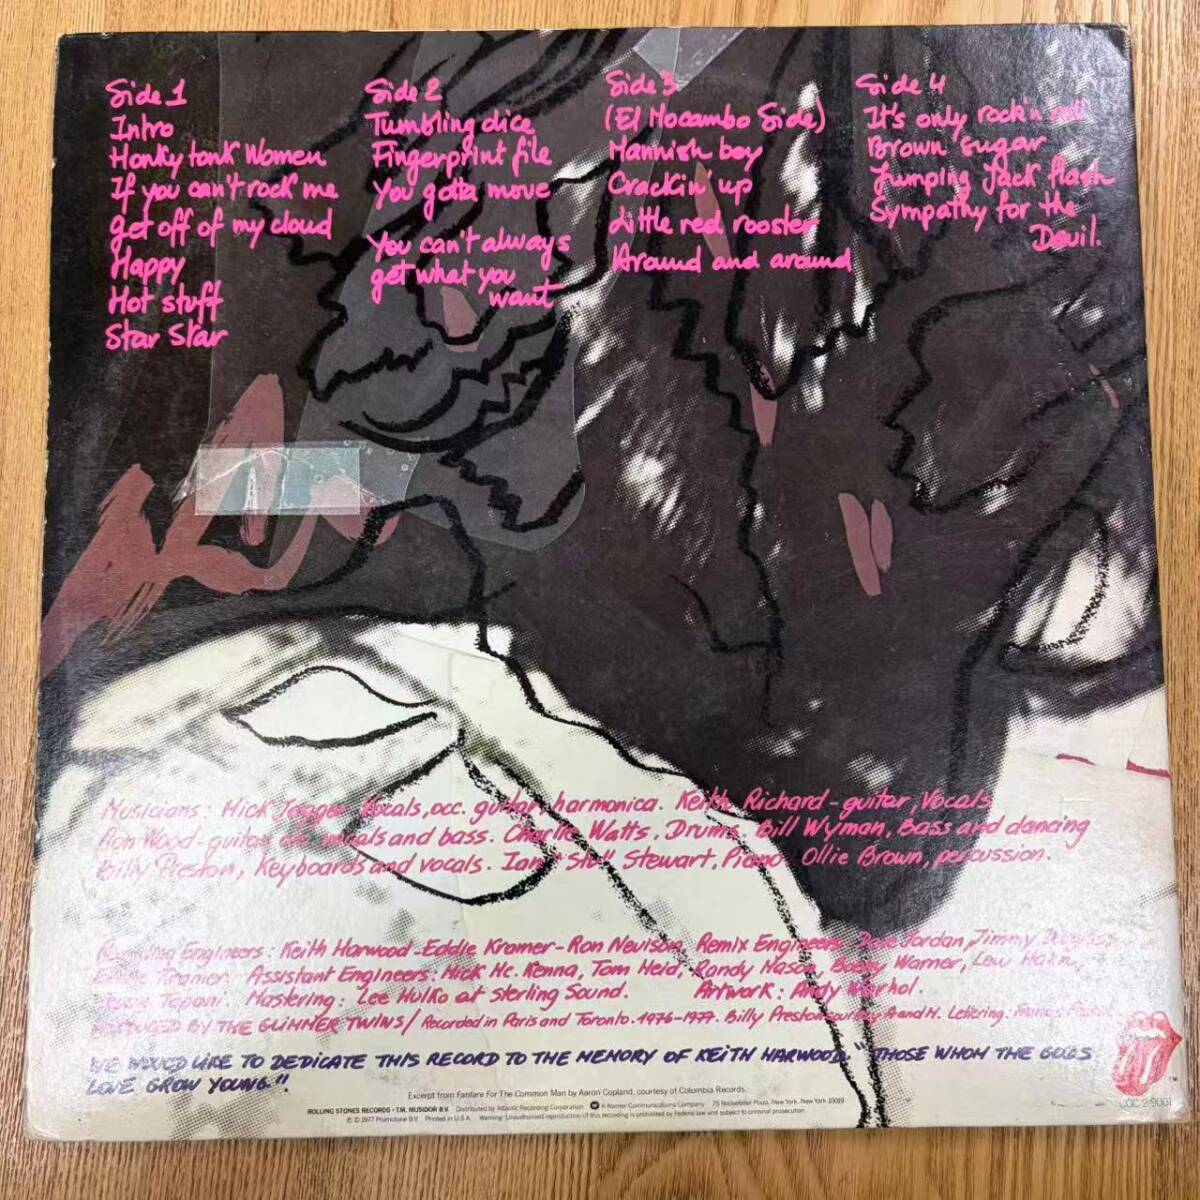 Side 1
Intro
Honky tonk Women
If you can't rock me
get off of my cloud
Happy
Hot stuff
Star Star
Side 2
Tumbling dice
Fingerprint file
You gotta move
You can't always
get what you
want
Side 3
(El Mocambo Side)
Mannish boy
Crackin' up
Little red rooster
Around and around
Side 4
It's only rock'n roll
Brown sugar
Jumping Jack flash
Sympathy for the
Devil.
Musicians: Mick Jagger Vocals, occ. guitar, harmonica. Keith Richard - guitar, Vocals
Ron Wood - guitar, occ. vocals and bass. Charlie Watts, Drums. Bill Wyman, Bass and dancing
Billy Preston, Keyboards and vocals. Ian "Stu" Stewart, Piano Ollie Brown, percussion.
Engineers: Keith Harwood - Eddie Kramer - Ron Nevison, Remix Engineers Dave Jordan, Jimmy
Eddie Kramer Assistant Engineers: Mick Mc. Kenna, Tom Heid, Randy Mason, Bobby Warner, Lew Hahn,
Tapani. Mastering: Lee Hulko at Sterling Sound. Artwork: Andy Warhol.
PRODUCED BY THE GLIMMER TWINS/ Recorded in Paris and Toronto. 1976-1977. Billy Preston courtesy A and M. Lettering:
WE WOULD LIKE TO DEDICATE THIS RECORD TO THE MEMORY OF KEITH HARWOOD. "THOSE WHOM THE GODS
LOVE GROW YOUNG."
Excerpt from Fanfare For The Common Man by Aaron Copland, courtesy of Columbia Records.
ROLLING STONES RECORDS - T.M. MUSIDOR B.V. Distributed by Atlantic Recording Corporation A Warner Communications Company 75 Rockefeller Plaza, New York, New York 10019
© ℗ 1977 Promotone B.V. Printed in U.S.A. Warning: Unauthorized reproduction of this recording is prohibited by Federal law and subject to criminal prosecution.
TM
COC 2-9001